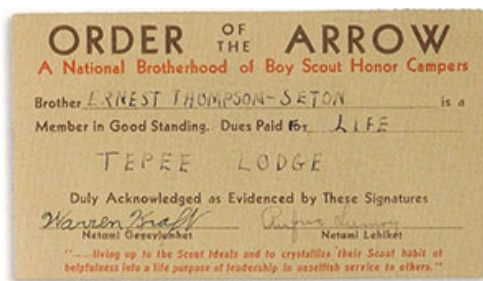 ORDER OF THE ARROW
A National Brotherhood of Boy Scout Honor Campers
Brother ERNEST THOMPSON-SETON is a
Member in Good Standing. Dues Paid for LIFE
TEPEE LODGE
Duly Acknowledged as Evidenced by These Signatures
Warren Kraft Rufus
Netami Lehiket
".....living up to the Scout Ideals and to crystallize their Scout habit of
helpfulness into a life purpose of leadership in unselfish service to others."